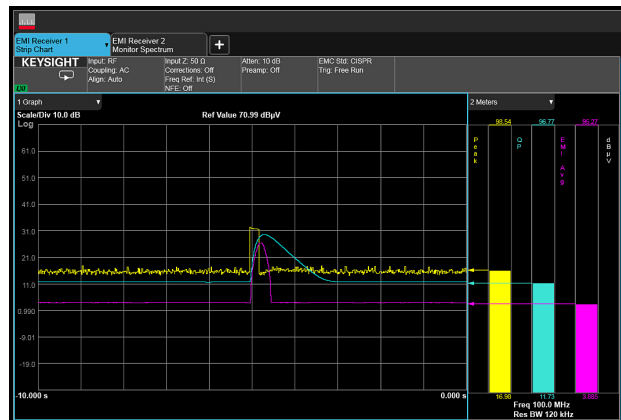 EMI Receiver 1
Strip Chart
EMI Receiver 2
Monitor Spectrum
KEYSIGHT
Input: RF
Coupling: AC
Align: Auto
Input Z: 50 Ω
Corrections: Off
Freq Ref: Int (S)
NFE: Off
Atten: 10 dB
Preamp: Off
EMC Std: CISPR
Trig: Free Run
LXI
1 Graph
Scale/Div 10.0 dB
Ref Value 70.99 dBµV
Log
61.0
51.0
41.0
31.0
21.0
11.0
0.990
-9.01
-19.0
-10.000 s
0.000 s
2 Meters
98.54
96.77
95.27
Peak
QP
EMI Avg
dBµV
16.98
11.73
3.885
Freq 100.0 MHz
Res BW 120 kHz